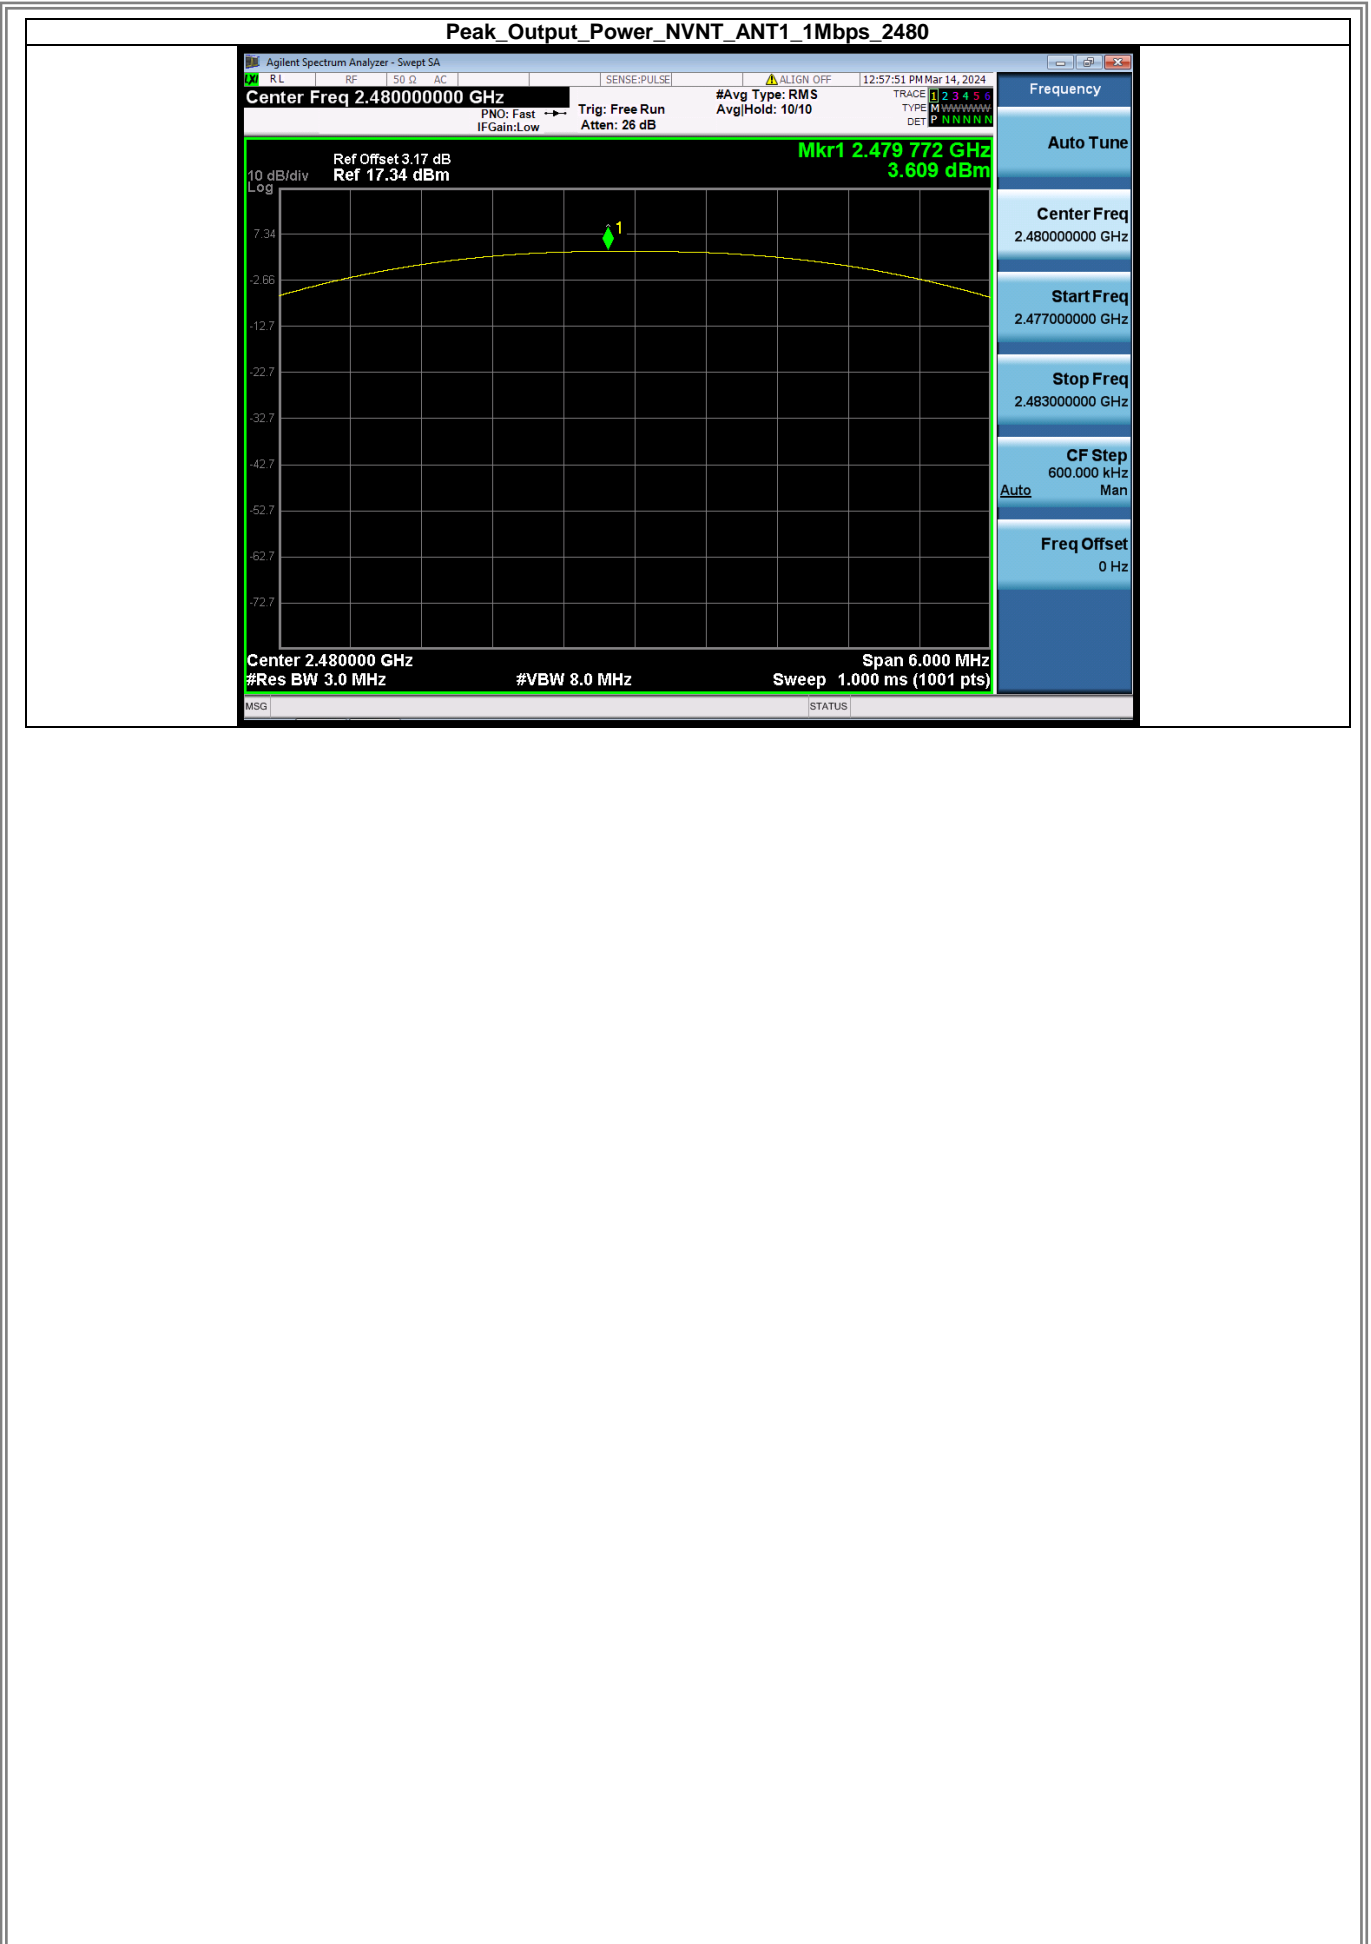 Peak_Output_Power_NVNT_ANT1_1Mbps_2480
Agilent Spectrum Analyzer - Swept SA
LXI RL RF 50 Ω AC SENSE:PULSE ALIGN OFF 12:57:51 PM Mar 14, 2024
Center Freq 2.480000000 GHz
PNO: Fast
IFGain:Low
Trig: Free Run
Atten: 26 dB
#Avg Type: RMS
Avg|Hold: 10/10
TRACE 1 2 3 4 5 6
TYPE M WWWWW
DET P N N N N N
Frequency
Auto Tune
Center Freq
2.480000000 GHz
Start Freq
2.477000000 GHz
Stop Freq
2.483000000 GHz
CF Step
600.000 kHz
Auto Man
Freq Offset
0 Hz
Mkr1 2.479 772 GHz
3.609 dBm
Ref Offset 3.17 dB
10 dB/div Ref 17.34 dBm
Log
1
7.34
-2.66
-12.7
-22.7
-32.7
-42.7
-52.7
-62.7
-72.7
Center 2.480000 GHz Span 6.000 MHz
#Res BW 3.0 MHz #VBW 8.0 MHz Sweep 1.000 ms (1001 pts)
MSG STATUS